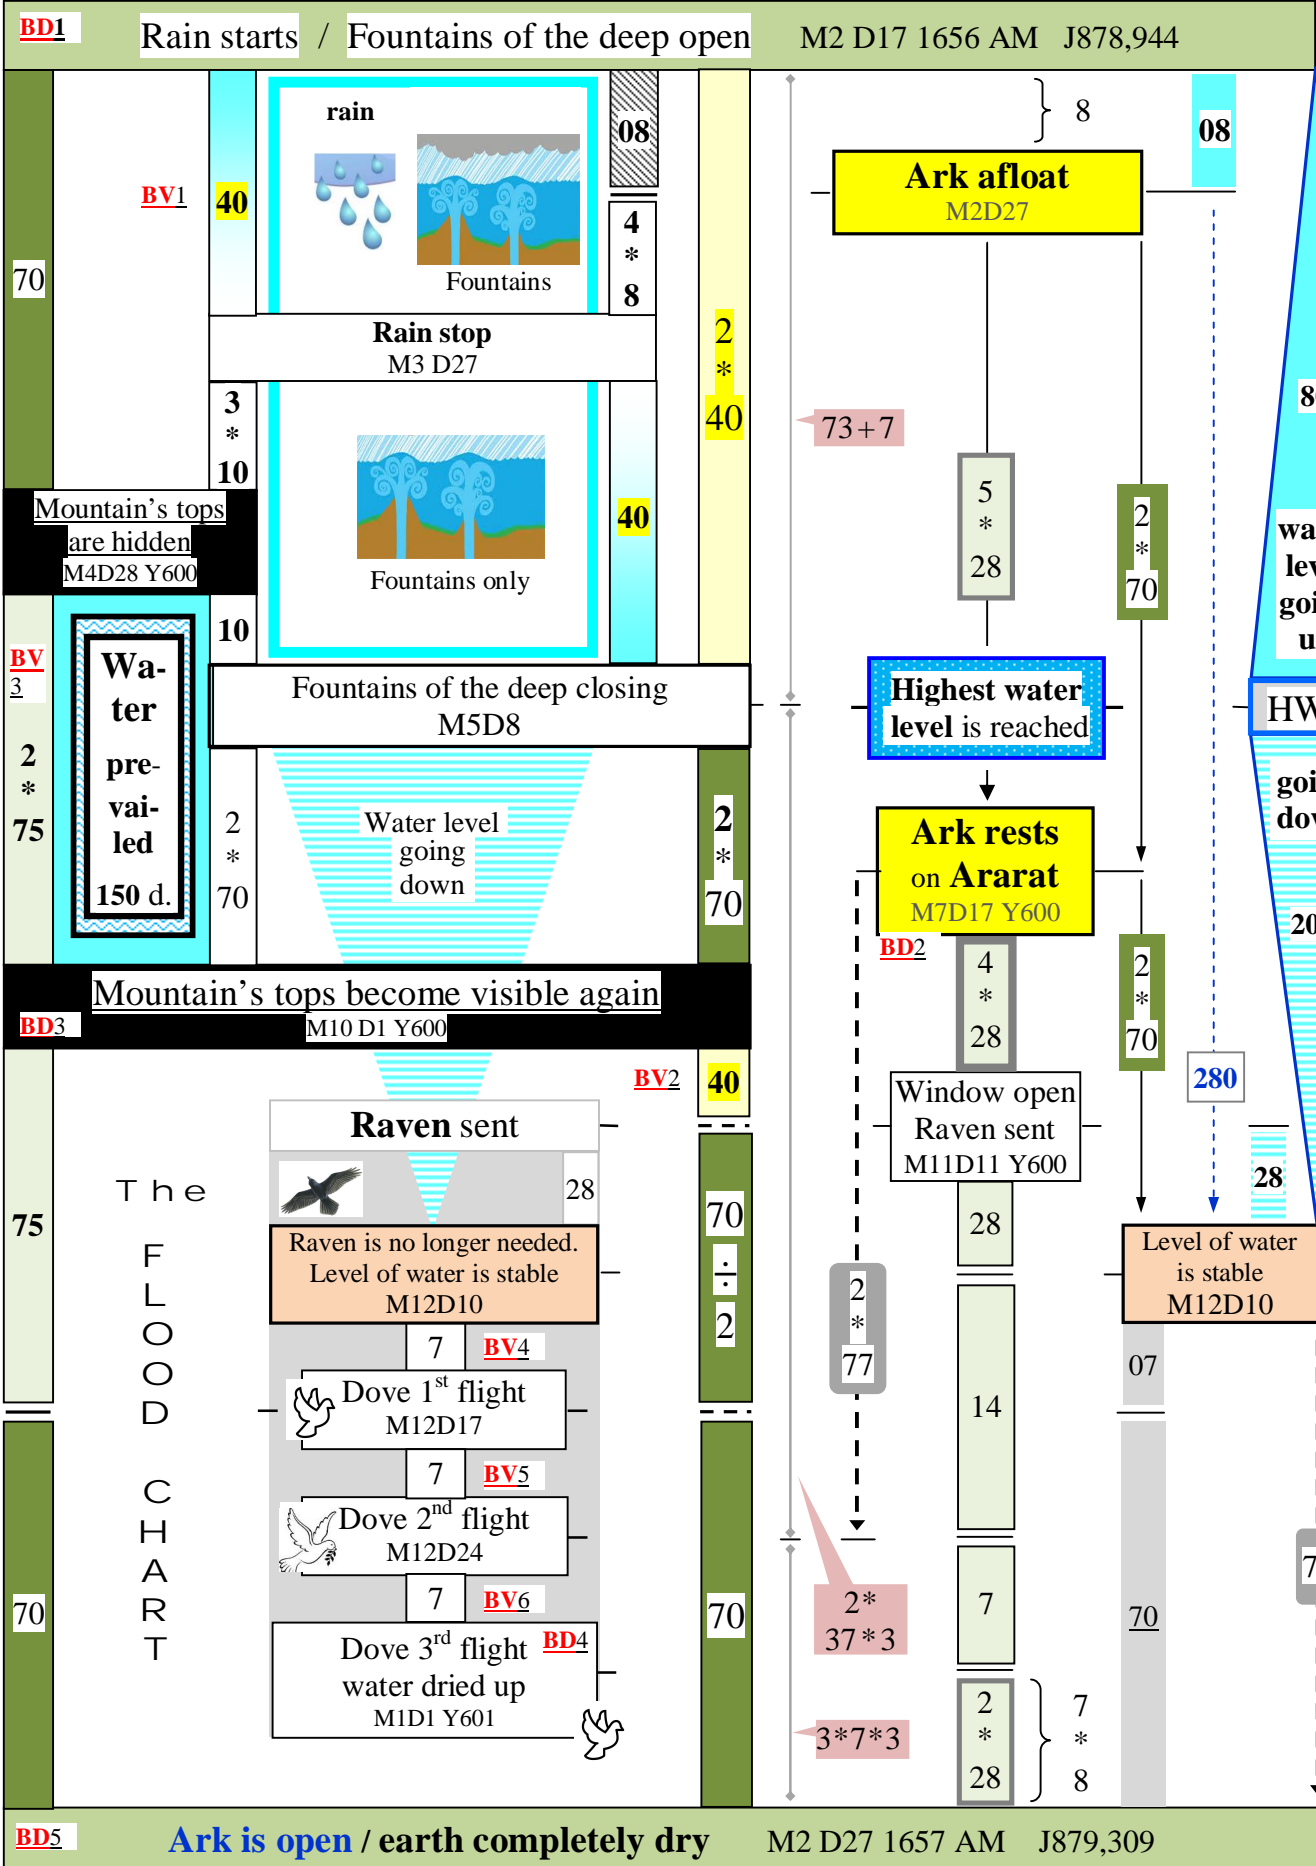 BD1 Rain starts / Fountains of the deep open M2 D17 1656 AM J878,944
70
BV1
40
rain
Fountains
08
4
*
8
Rain stop
M3 D27
3
*
10
Fountains only
40
2
*
40
Mountain's tops
are hidden
M4D28 Y600
10
BV
3
2
*
75
Wa-
ter
pre-
vai-
led
150 d.
Fountains of the deep closing
M5D8
2
*
70
Water level
going
down
2
*
70
Mountain's tops become visible again
BD3 M10 D1 Y600
75
70
The
FLOOD
CHART
BV2
40
Raven sent
28
Raven is no longer needed.
Level of water is stable
M12D10
7 BV4
Dove 1st flight
M12D17
7 BV5
Dove 2nd flight
M12D24
7 BV6
Dove 3rd flight BD4
water dried up
M1D1 Y601
70
÷
2
70
73+7
2*
37*3
3*7*3
8
Ark afloat
M2D27
08
5
*
28
2
*
70
Highest water
level is reached
Ark rests
on Ararat
M7D17 Y600
BD2
4
*
28
2
*
70
280
Window open
Raven sent
M11D11 Y600
28
28
2
*
77
14
7
2
*
28
7
*
8
Level of water
is stable
M12D10
07
70
8
HW
20
7
BD5 Ark is open / earth completely dry M2 D27 1657 AM J879,309